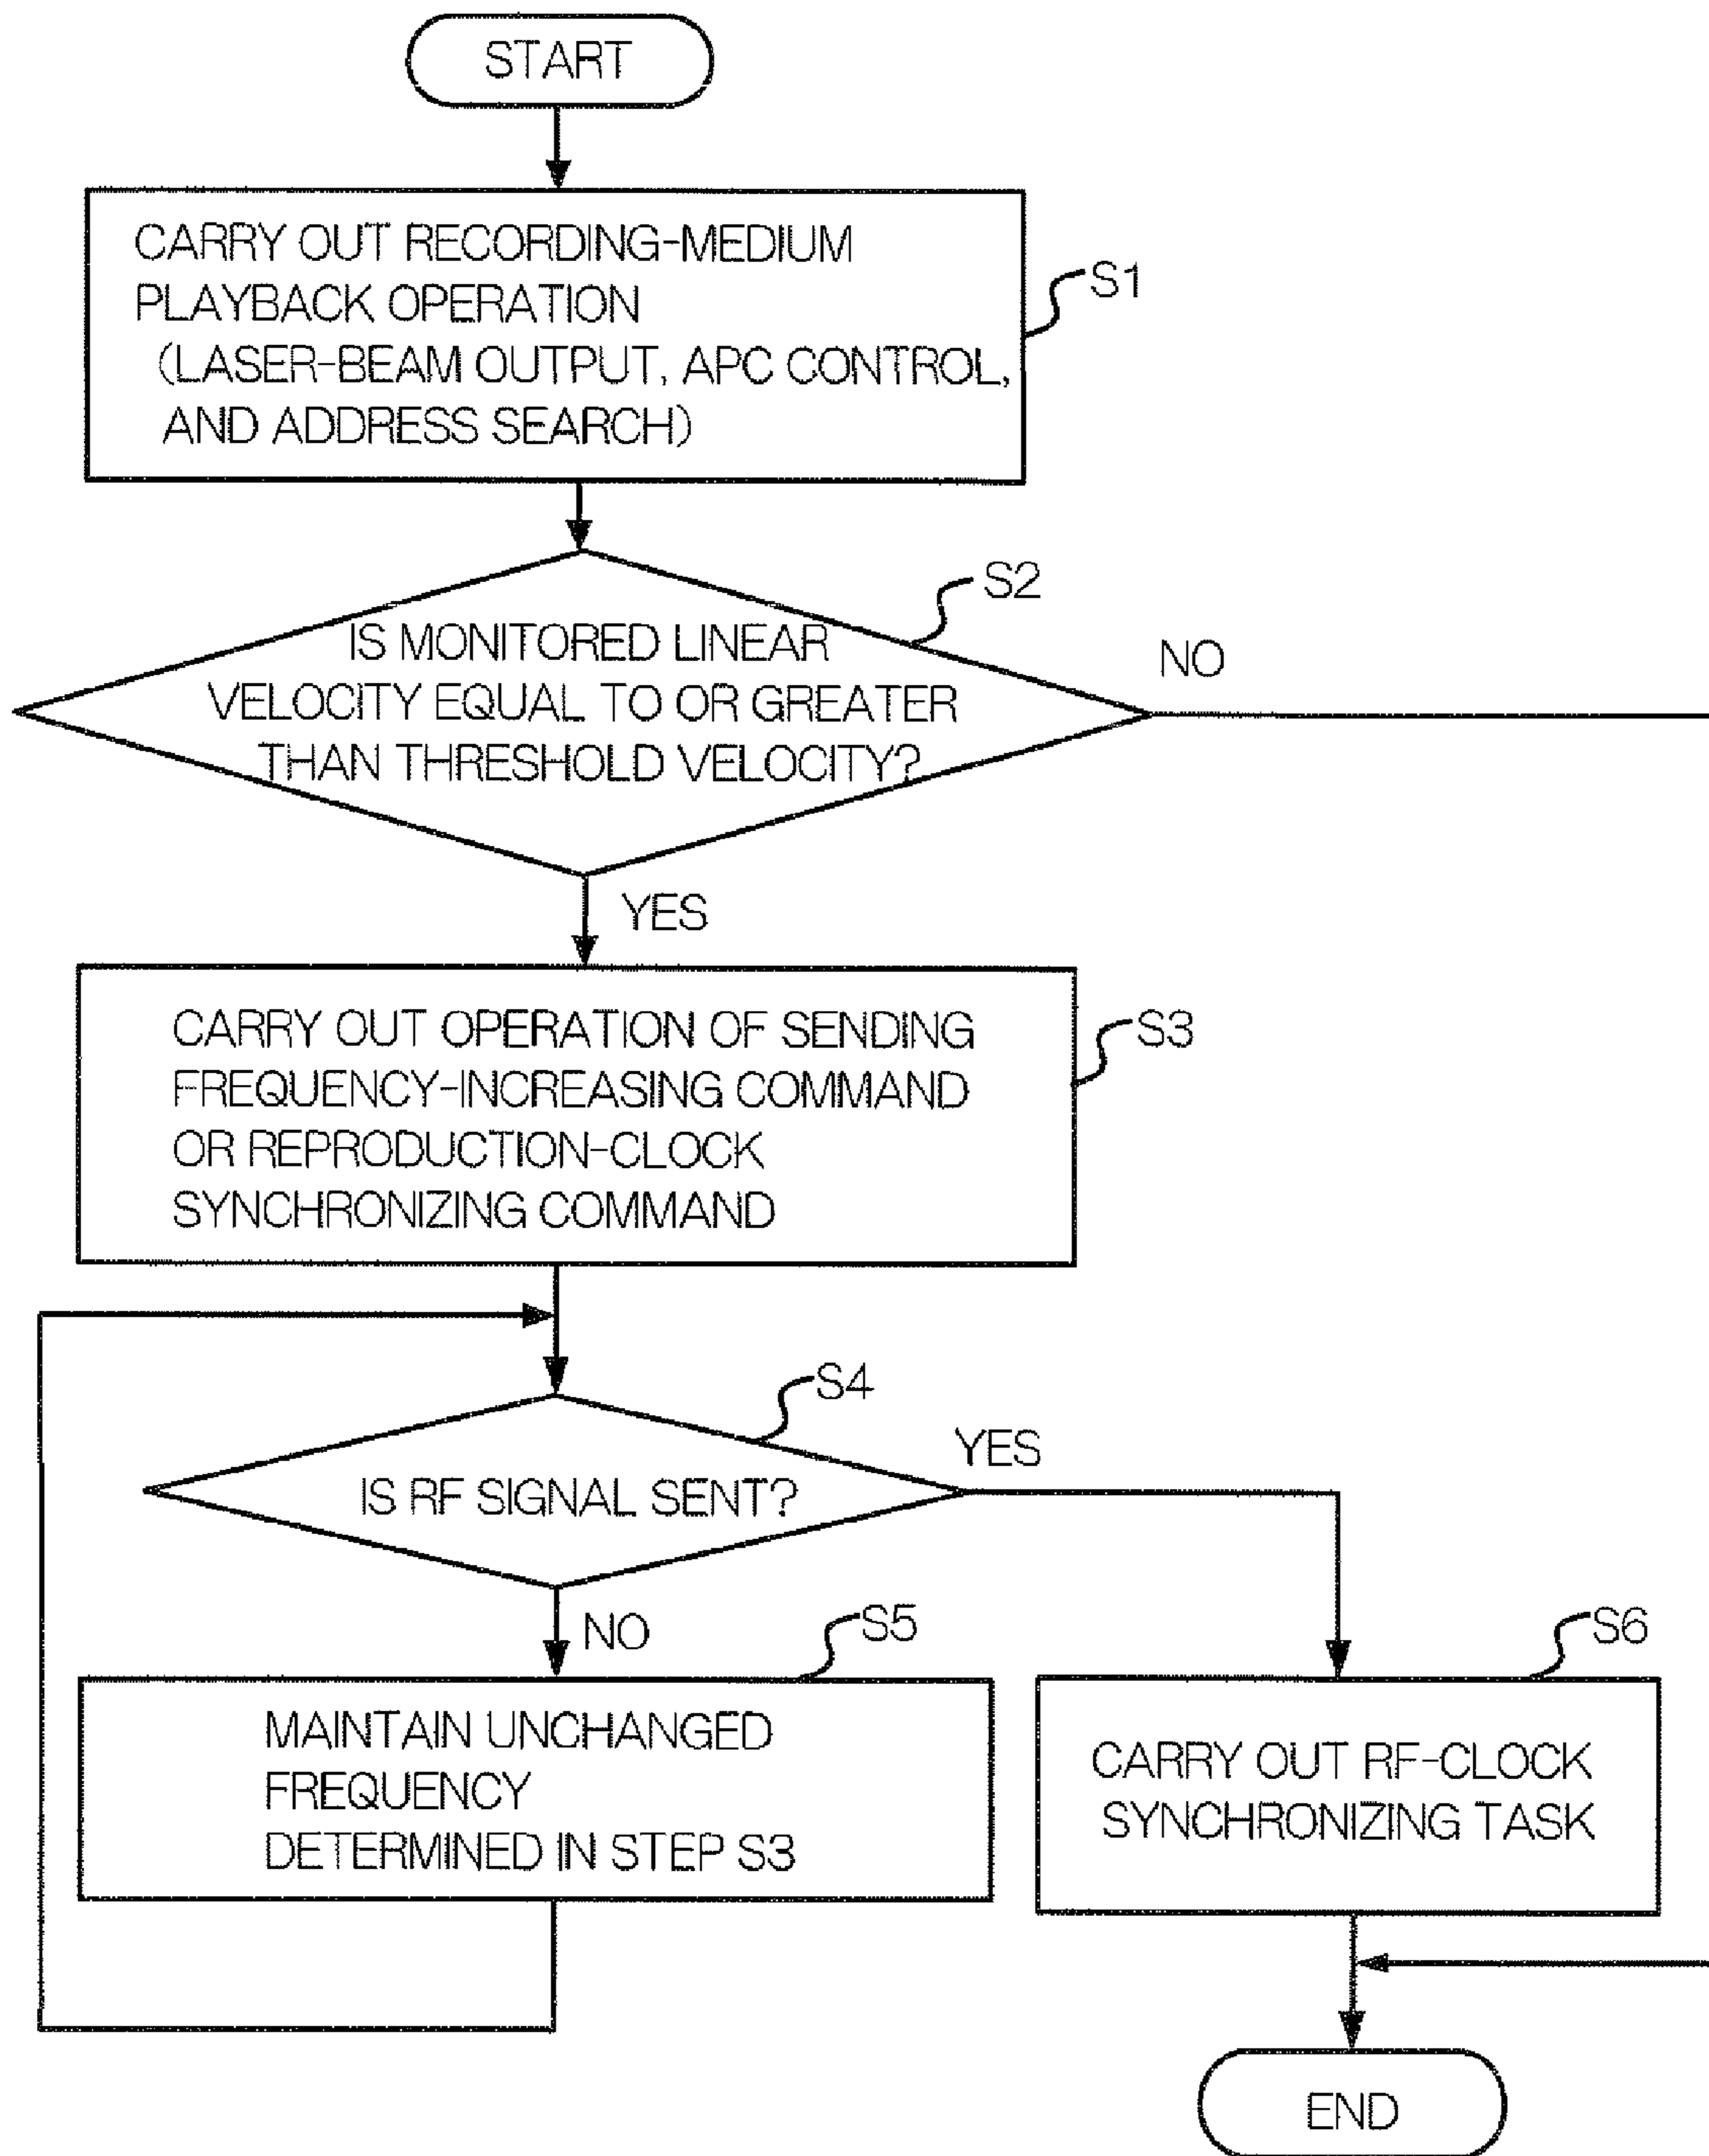 START
CARRY OUT RECORDING-MEDIUM
PLAYBACK OPERATION
(LASER-BEAM OUTPUT, APC CONTROL,
AND ADDRESS SEARCH)
S1
S2
IS MONITORED LINEAR
VELOCITY EQUAL TO OR GREATER
THAN THRESHOLD VELOCITY?
NO
YES
CARRY OUT OPERATION OF SENDING
FREQUENCY-INCREASING COMMAND
OR REPRODUCTION-CLOCK
SYNCHRONIZING COMMAND
S3
S4
IS RF SIGNAL SENT?
YES
NO
S5
MAINTAIN UNCHANGED
FREQUENCY
DETERMINED IN STEP S3
S6
CARRY OUT RF-CLOCK
SYNCHRONIZING TASK
END